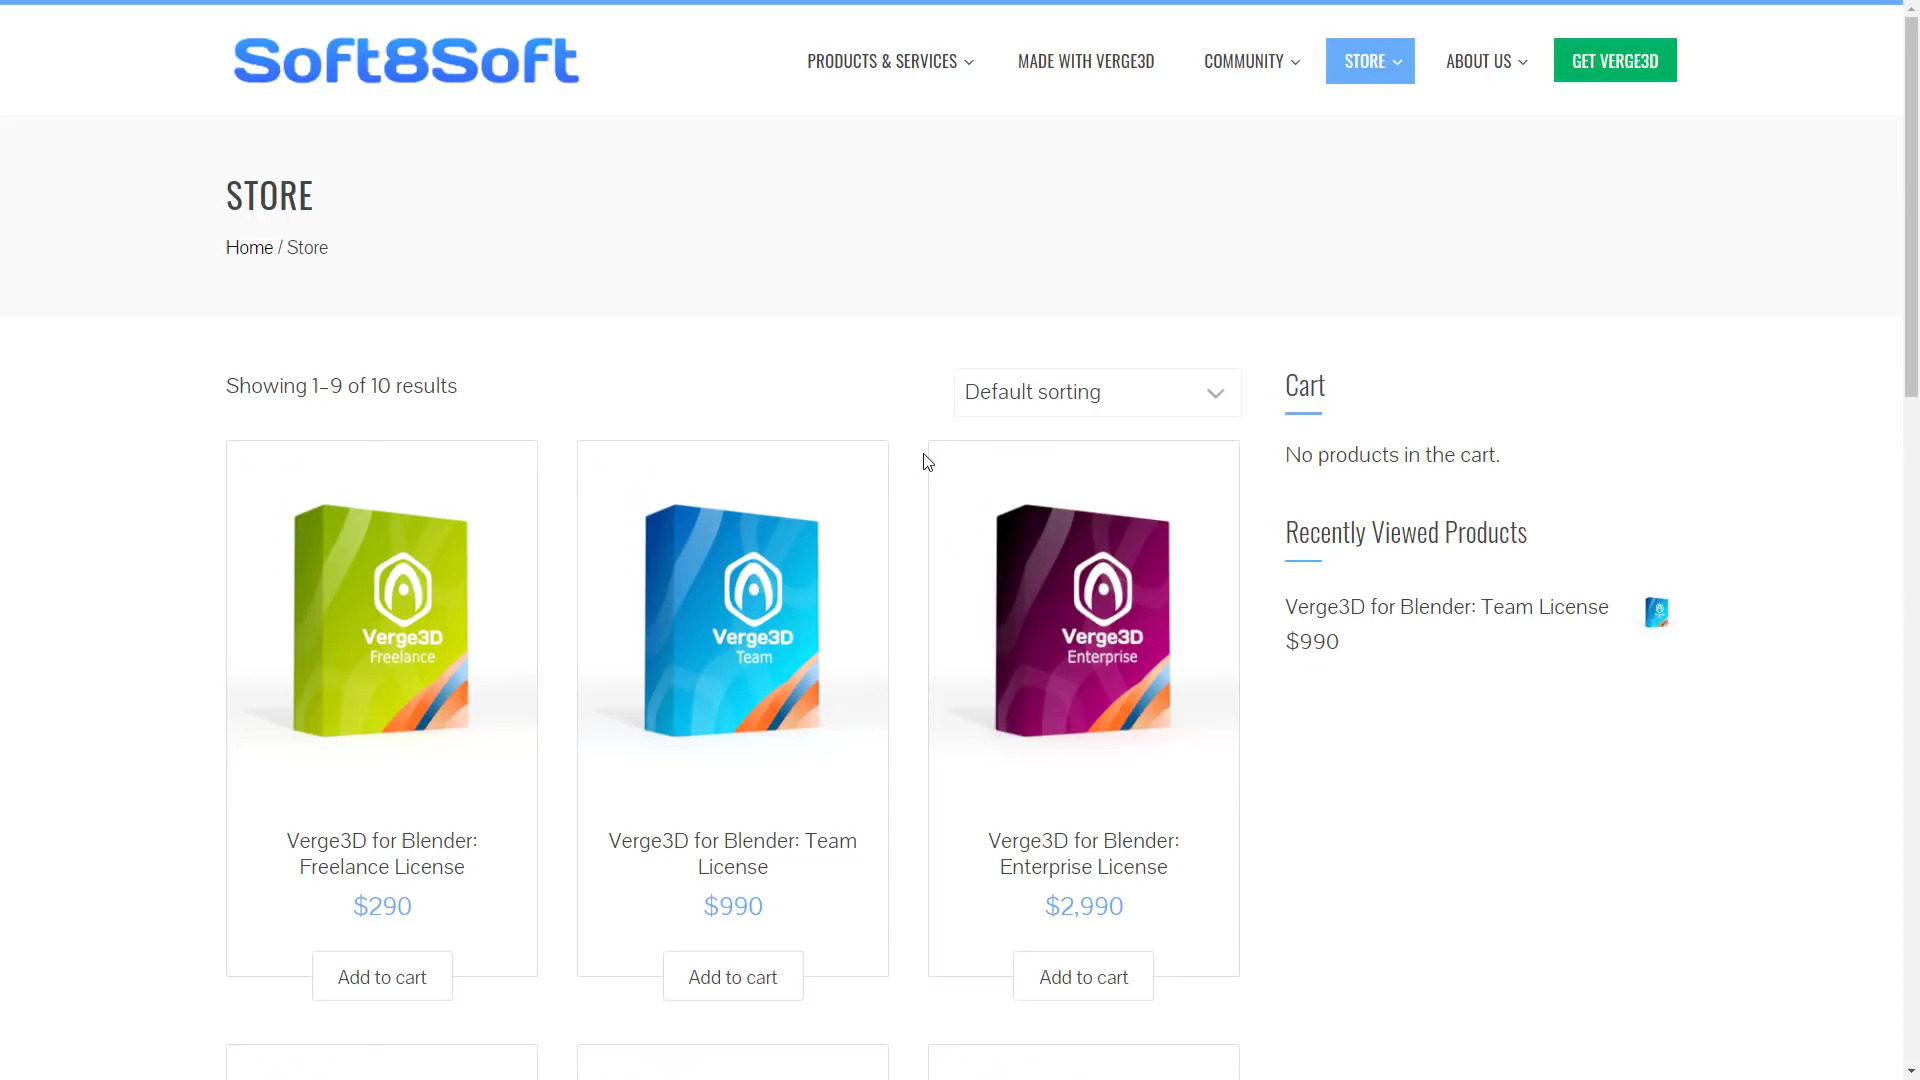 Soft8Soft
PRODUCTS & SERVICES
MADE WITH VERGE3D
COMMUNITY
STORE
ABOUT US
GET VERGE3D
STORE
Home / Store
Showing 1–9 of 10 results
Default sorting
Verge3D
Freelance
Verge3D for Blender:
Freelance License
$290
Add to cart
Verge3D
Team
Verge3D for Blender: Team
License
$990
Add to cart
Verge3D
Enterprise
Verge3D for Blender:
Enterprise License
$2,990
Add to cart
Cart
No products in the cart.
Recently Viewed Products
Verge3D for Blender: Team License
$990